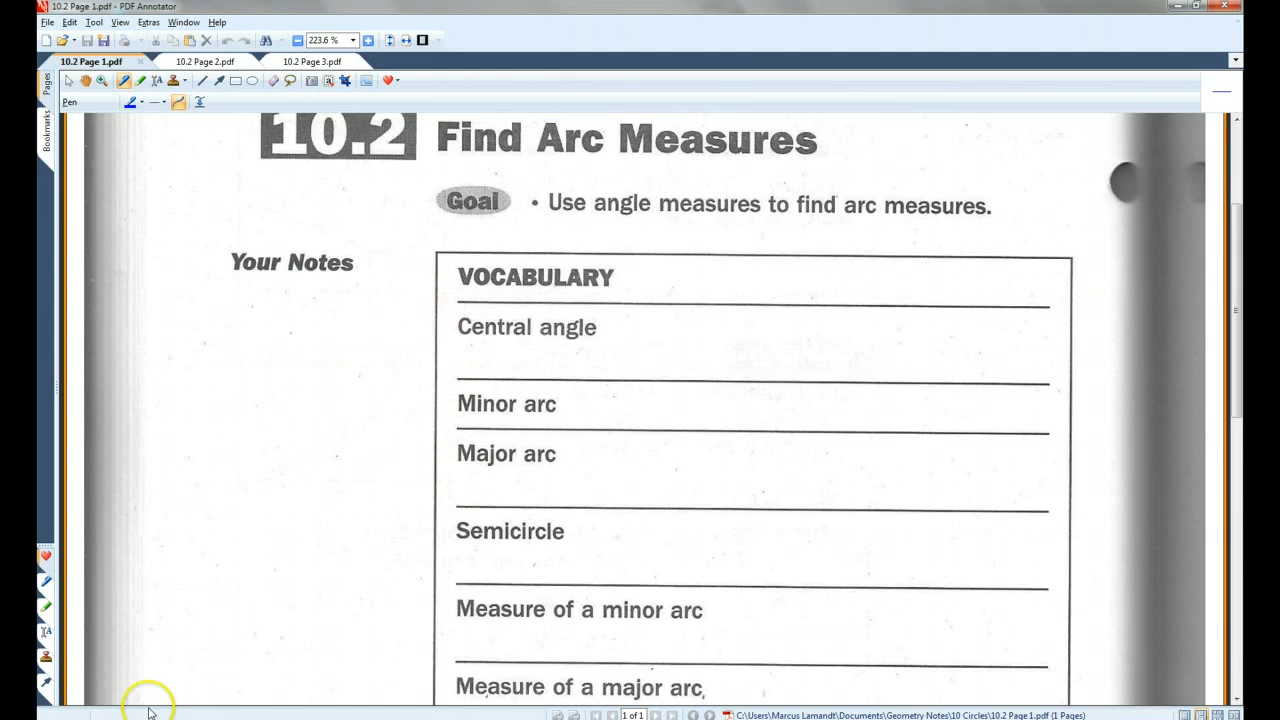 10.2 Page 1.pdf - PDF Annotator
File Edit Tool View Extras Window Help
223.6 %
10.2 Page 1.pdf 10.2 Page 2.pdf 10.2 Page 3.pdf
Pages
Bookmarks
Pen
10.2 Find Arc Measures
Goal • Use angle measures to find arc measures.
Your Notes
VOCABULARY
Central angle
Minor arc
Major arc
Semicircle
Measure of a minor arc
Measure of a major arc
1 of 1
C:\Users\Marcus Lamandt\Documents\Geometry Notes\10 Circles\10.2 Page 1.pdf (1 Pages)